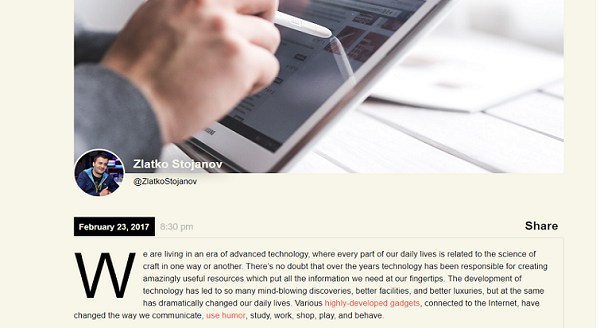 Zlatko Stojanov
@ZlatkoStojanov
February 23, 2017 8:30 pm Share
We are living in an era of advanced technology, where every part of our daily lives is related to the science of
craft in one way or another. There's no doubt that over the years technology has been responsible for creating
amazingly useful resources which put all the information we need at our fingertips. The development of
technology has led to so many mind-blowing discoveries, better facilities, and better luxuries, but at the same
has dramatically changed our daily lives. Various highly-developed gadgets, connected to the Internet, have
changed the way we communicate, use humor, study, work, shop, play, and behave.